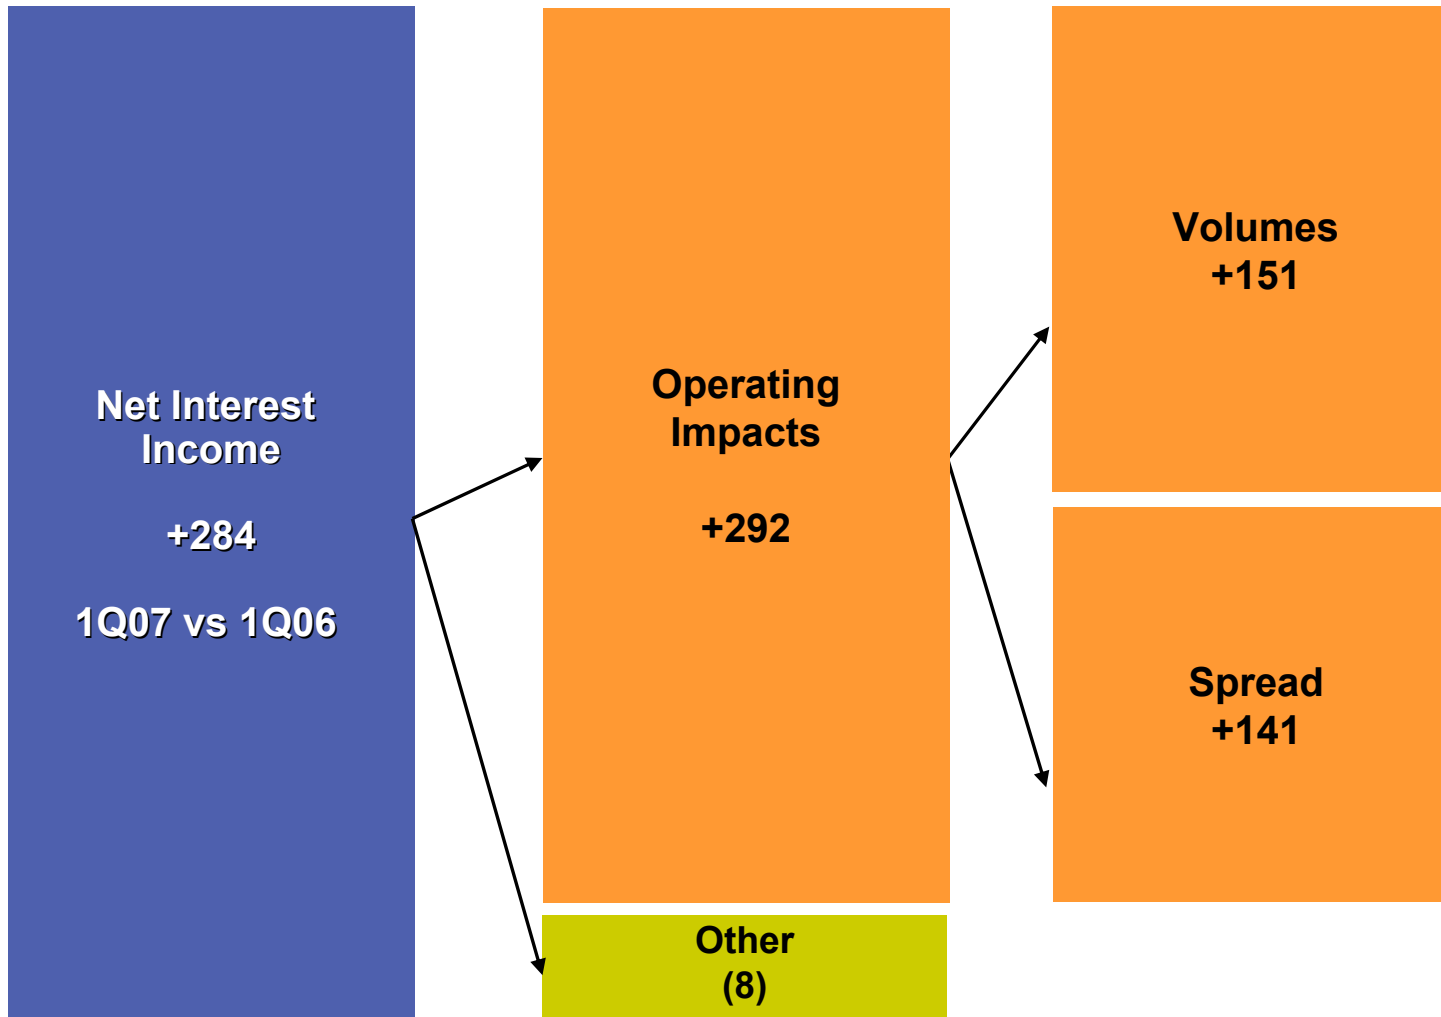 Net Interest
Income
+284
1Q07 vs 1Q06
Operating
Impacts
+292
Other
(8)
Volumes
+151
Spread
+141